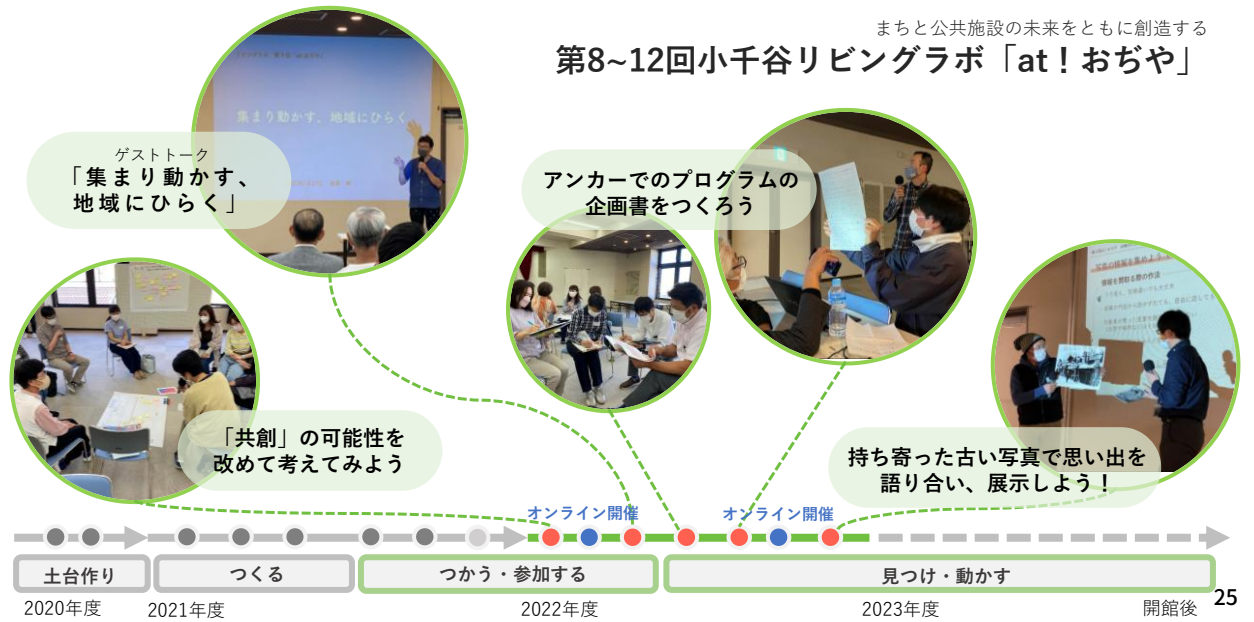 まちと公共施設の未来をともに創造する
第8~12回小千谷リビングラボ「at！おぢや」
集まり動かす、地域にひらく
ゲストトーク
「集まり動かす、
地域にひらく」
アンカーでのプログラムの
企画書をつくろう
「共創」の可能性を
改めて考えてみよう
持ち寄った古い写真で思い出を
語り合い、展示しよう！
オンライン開催
オンライン開催
土台作り
つくる
つかう・参加する
見つけ・動かす
2020年度
2021年度
2022年度
2023年度
開館後
25